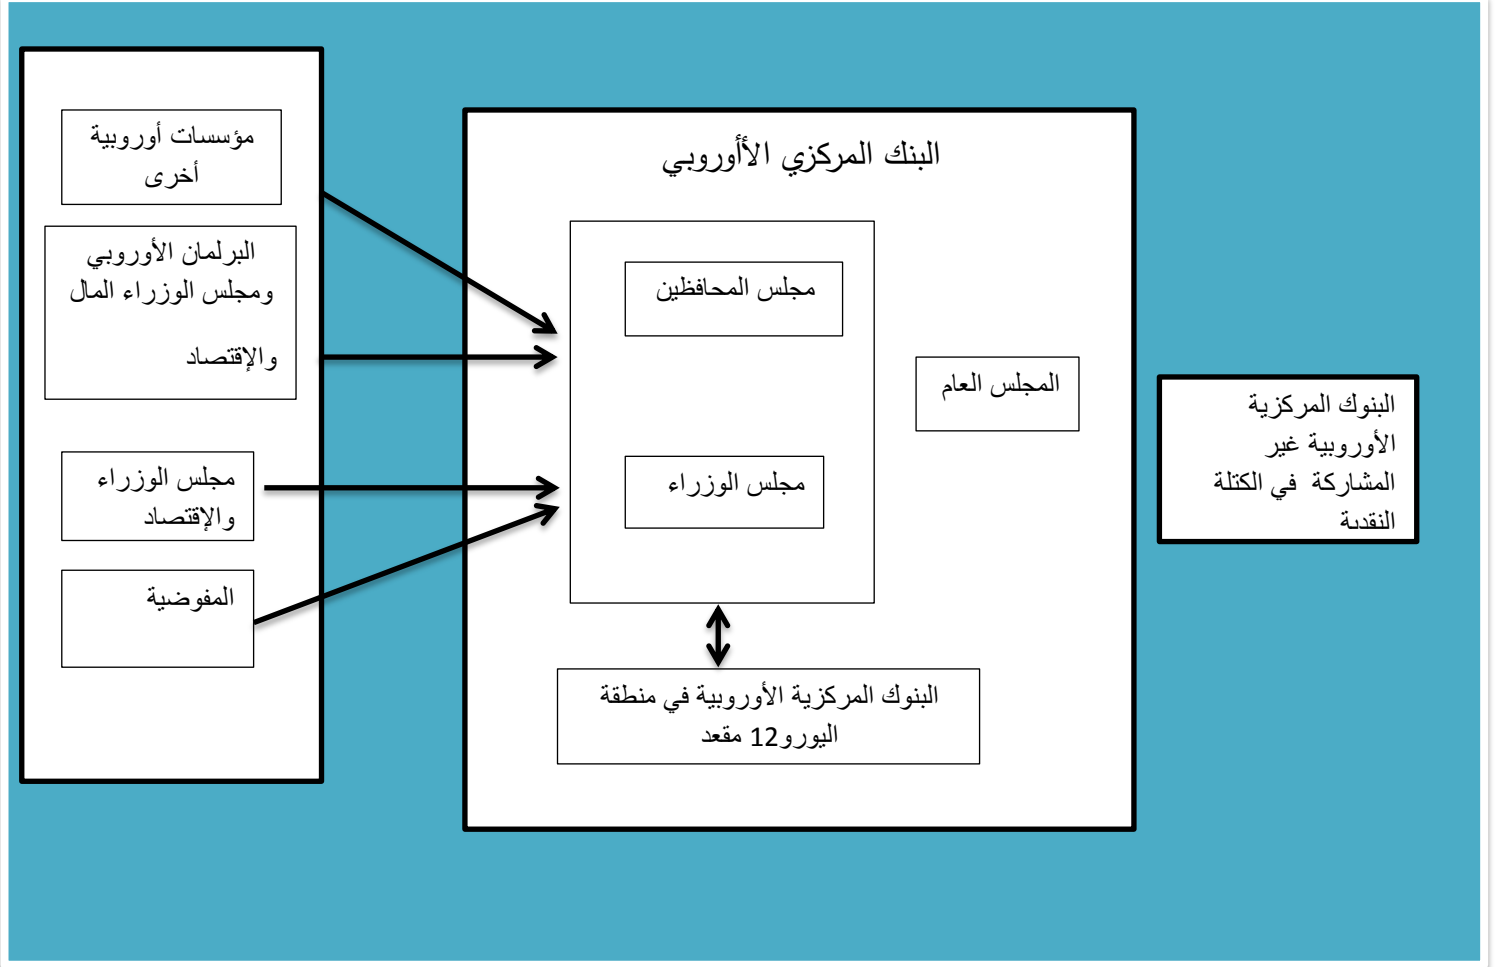 مؤسسات أوروبية
أخرى
البرلمان الأوروبي
ومجلس الوزراء المال
والإقتصاد
مجلس الوزراء
والإقتصاد
المفوضية
البنك المركزي الأأوروبي
مجلس المحافظين
مجلس الوزراء
المجلس العام
البنوك المركزية الأوروبية في منطقة
اليورو12 مقعد
البنوك المركزية
الأوروبية غير
المشاركة في الكتلة
النقدية